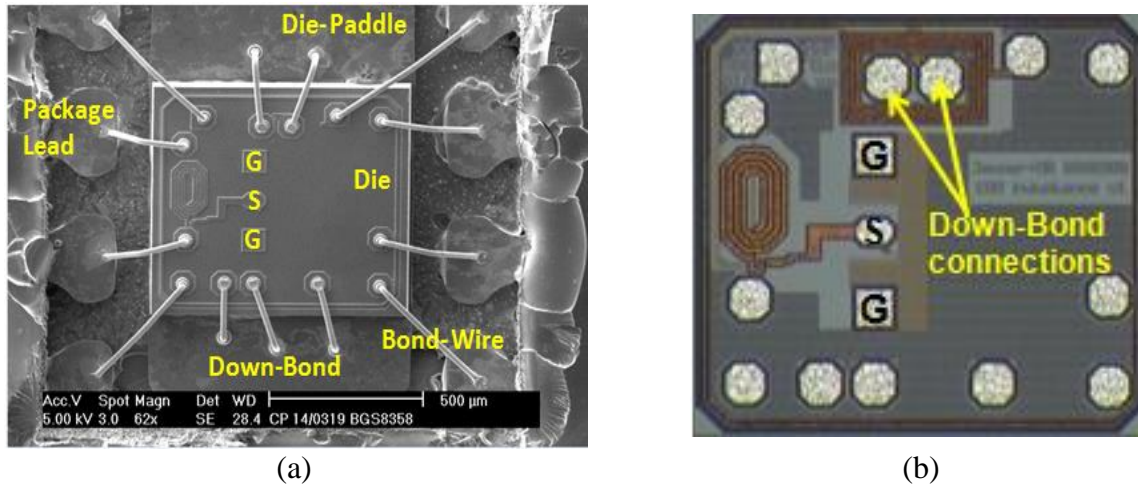 Die-Paddle
Package
Lead
Die
G
S
G
Down-Bond
Bond-Wire
Acc.V Spot Magn Det WD 500 µm
5.00 kV 3.0 62x SE 28.4 CP 14/0319 BGS8358
(a)
G
S
G
Down-Bond
connections
(b)